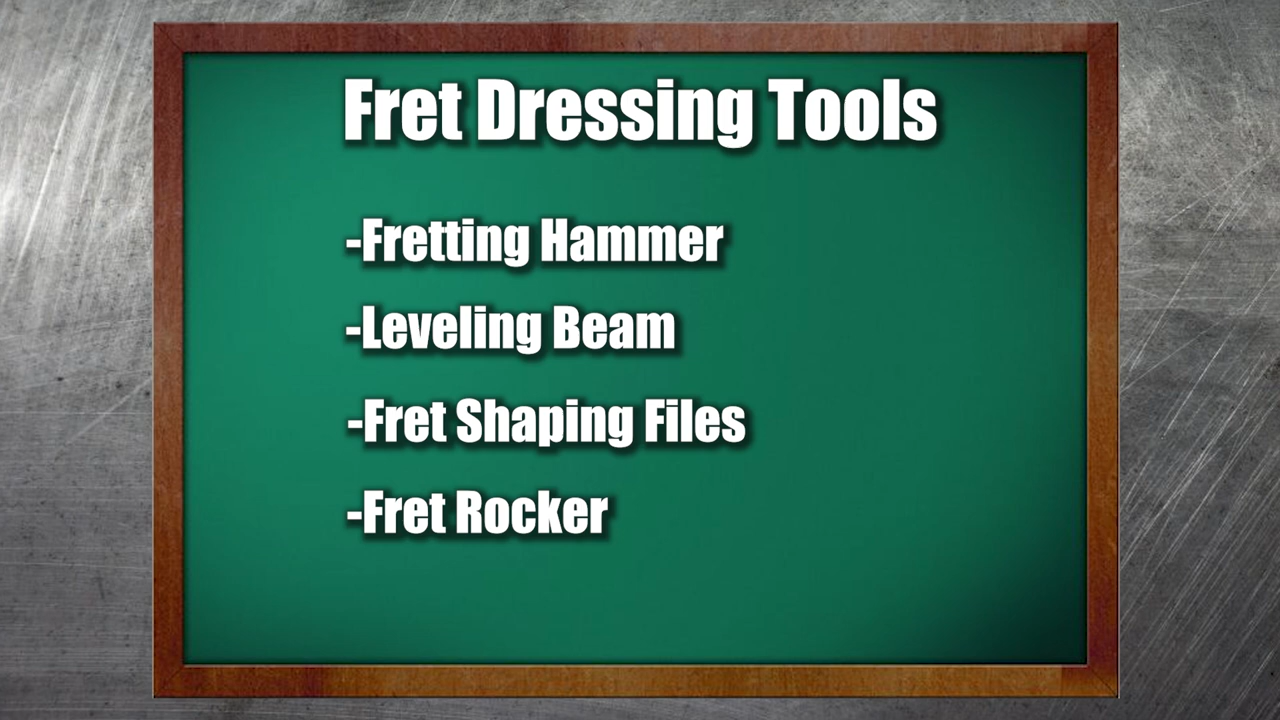 Fret Dressing Tools
-Fretting Hammer
-Leveling Beam
-Fret Shaping Files
-Fret Rocker